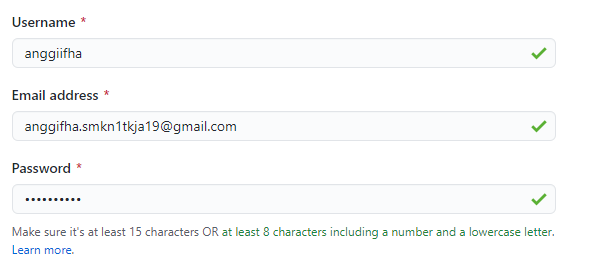 Username *
anggiifha
Email address *
anggifha.smkn1tkja19@gmail.com
Password *
••••••••••
Make sure it's at least 15 characters OR at least 8 characters including a number and a lowercase letter.
Learn more.